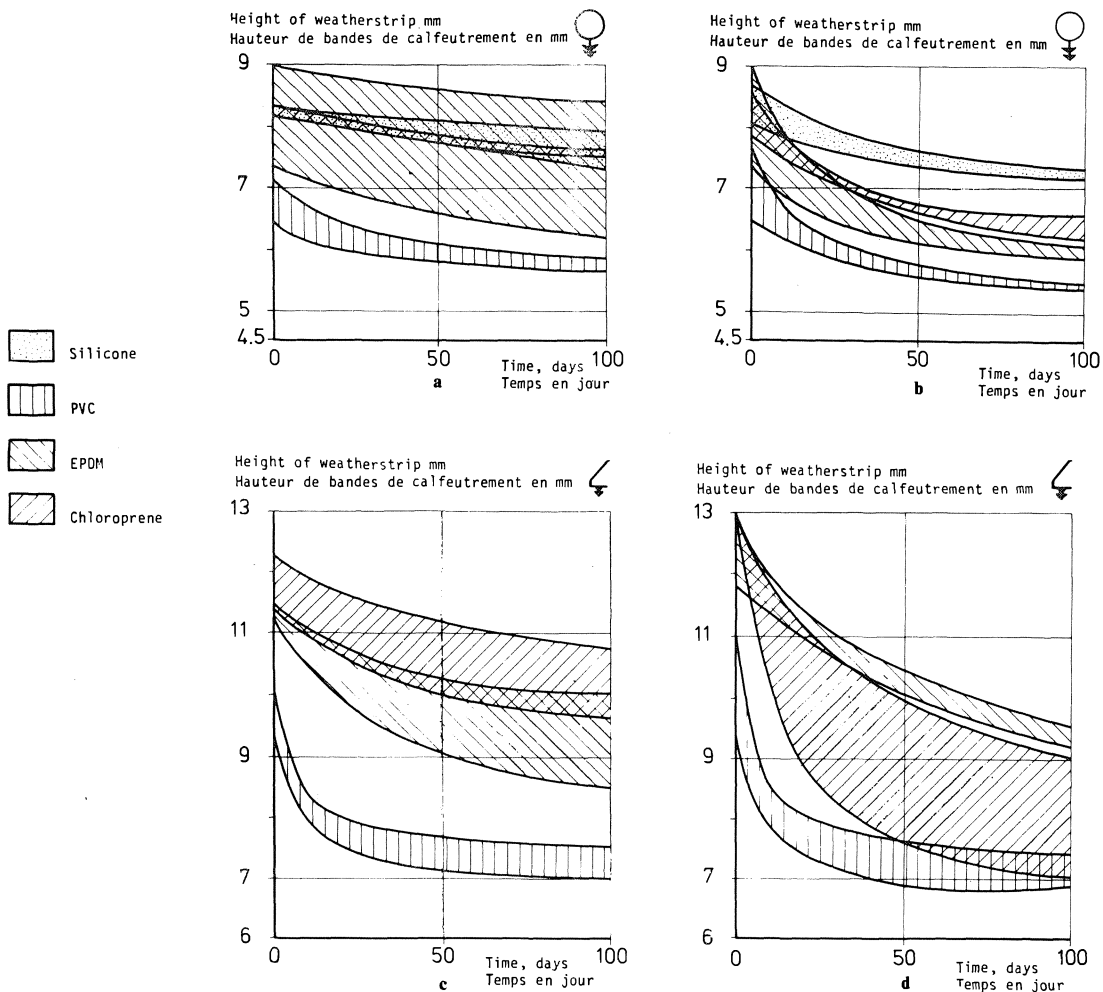 Height of weatherstrip mm
Hauteur de bandes de calfeutrement en mm
9
7
5
4.5
0
50
100
Time, days
Temps en jour
a
Height of weatherstrip mm
Hauteur de bandes de calfeutrement en mm
9
7
5
4.5
0
50
100
Time, days
Temps en jour
b
Silicone
PVC
EPDM
Chloroprene
Height of weatherstrip mm
Hauteur de bandes de calfeutrement en mm
13
11
9
7
6
0
50
100
Time, days
Temps en jour
c
Height of weatherstrip mm
Hauteur de bandes de calfeutrement en mm
13
11
9
7
6
0
50
100
Time, days
Temps en jour
d